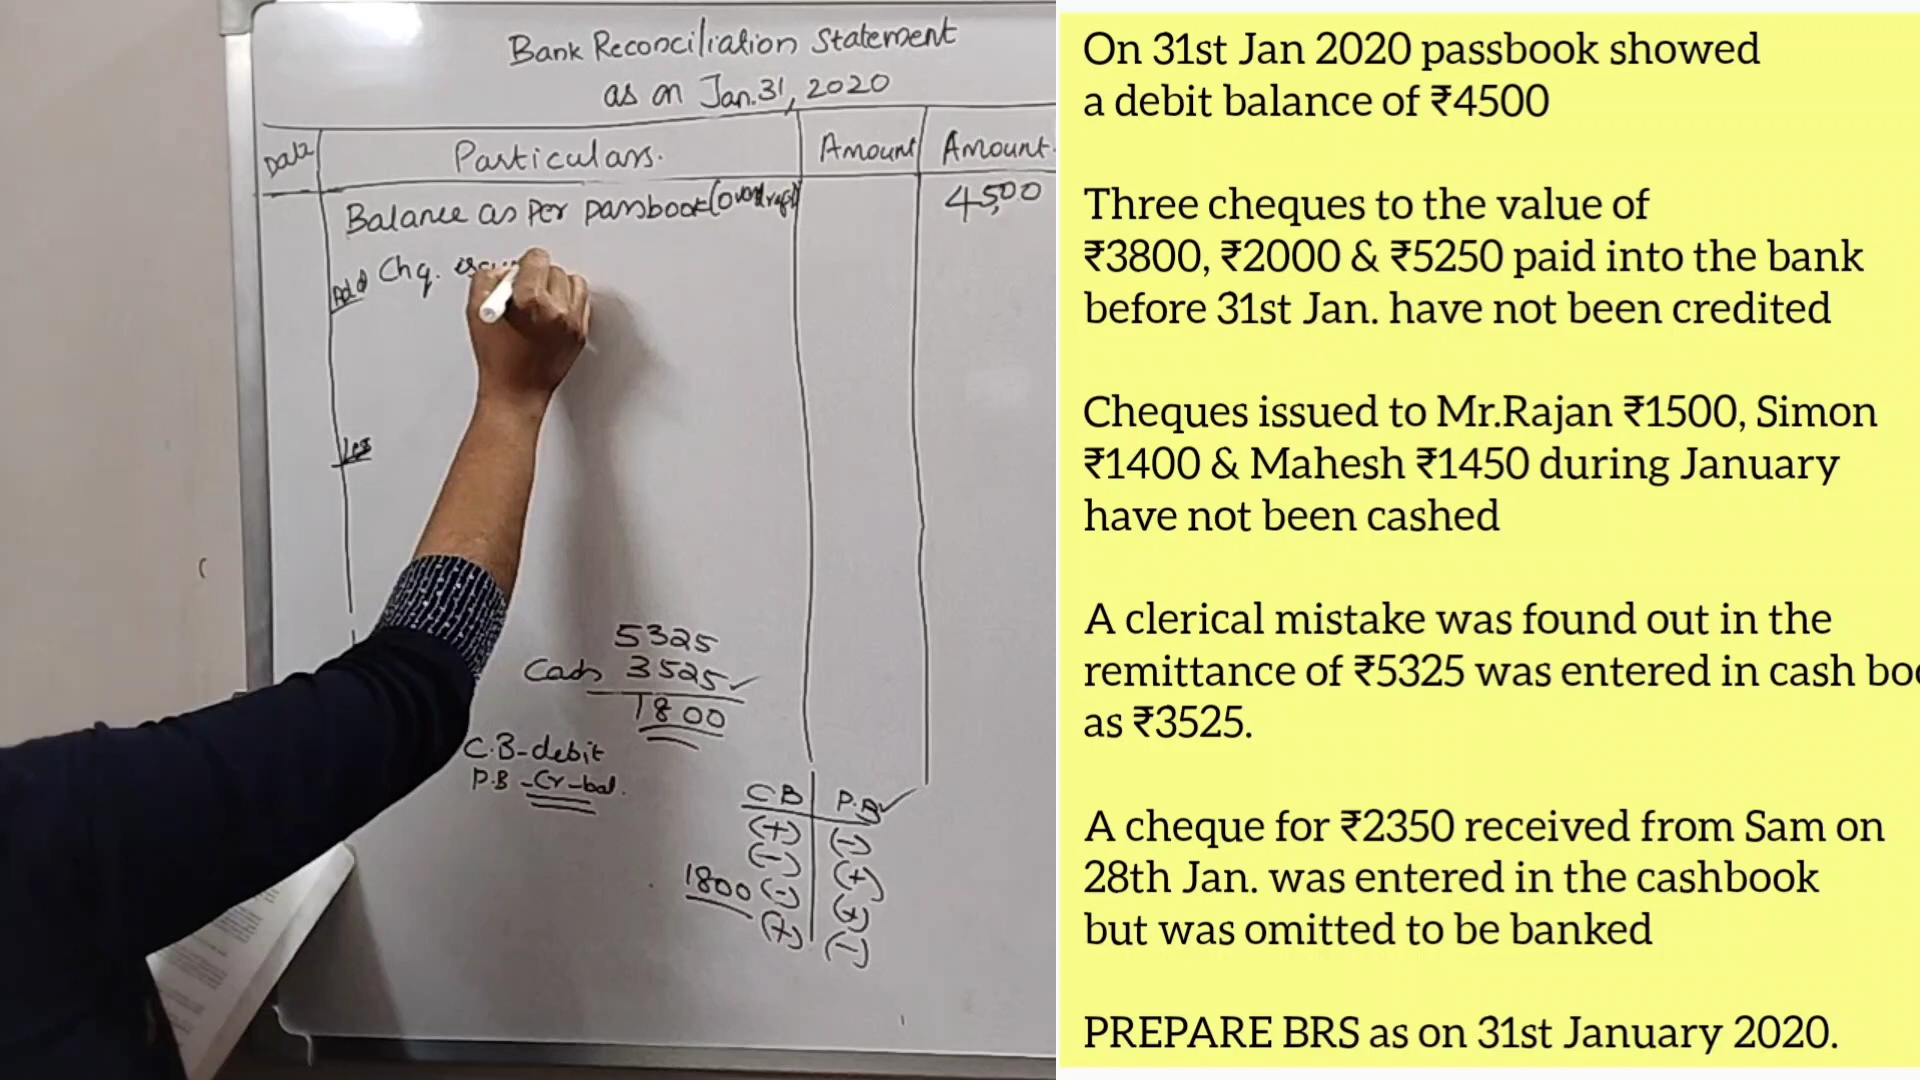 Bank Reconciliation Statement
as on Jan.31, 2020
Date Particulars. Amount Amount.
Balance as per passbook (Overdraft) 4500
Add Chq.
Less
5325
Cash 3525 ✓
1800
C.B-debit
P.B -Cr-bal.
CB P.B ✓
(+) (-)
(-) (+)
1800 (-) (+)
(+) (-)
On 31st Jan 2020 passbook showed
a debit balance of ₹4500
Three cheques to the value of
₹3800, ₹2000 & ₹5250 paid into the bank
before 31st Jan. have not been credited
Cheques issued to Mr.Rajan ₹1500, Simon
₹1400 & Mahesh ₹1450 during January
have not been cashed
A clerical mistake was found out in the
remittance of ₹5325 was entered in cash boo
as ₹3525.
A cheque for ₹2350 received from Sam on
28th Jan. was entered in the cashbook
but was omitted to be banked
PREPARE BRS as on 31st January 2020.